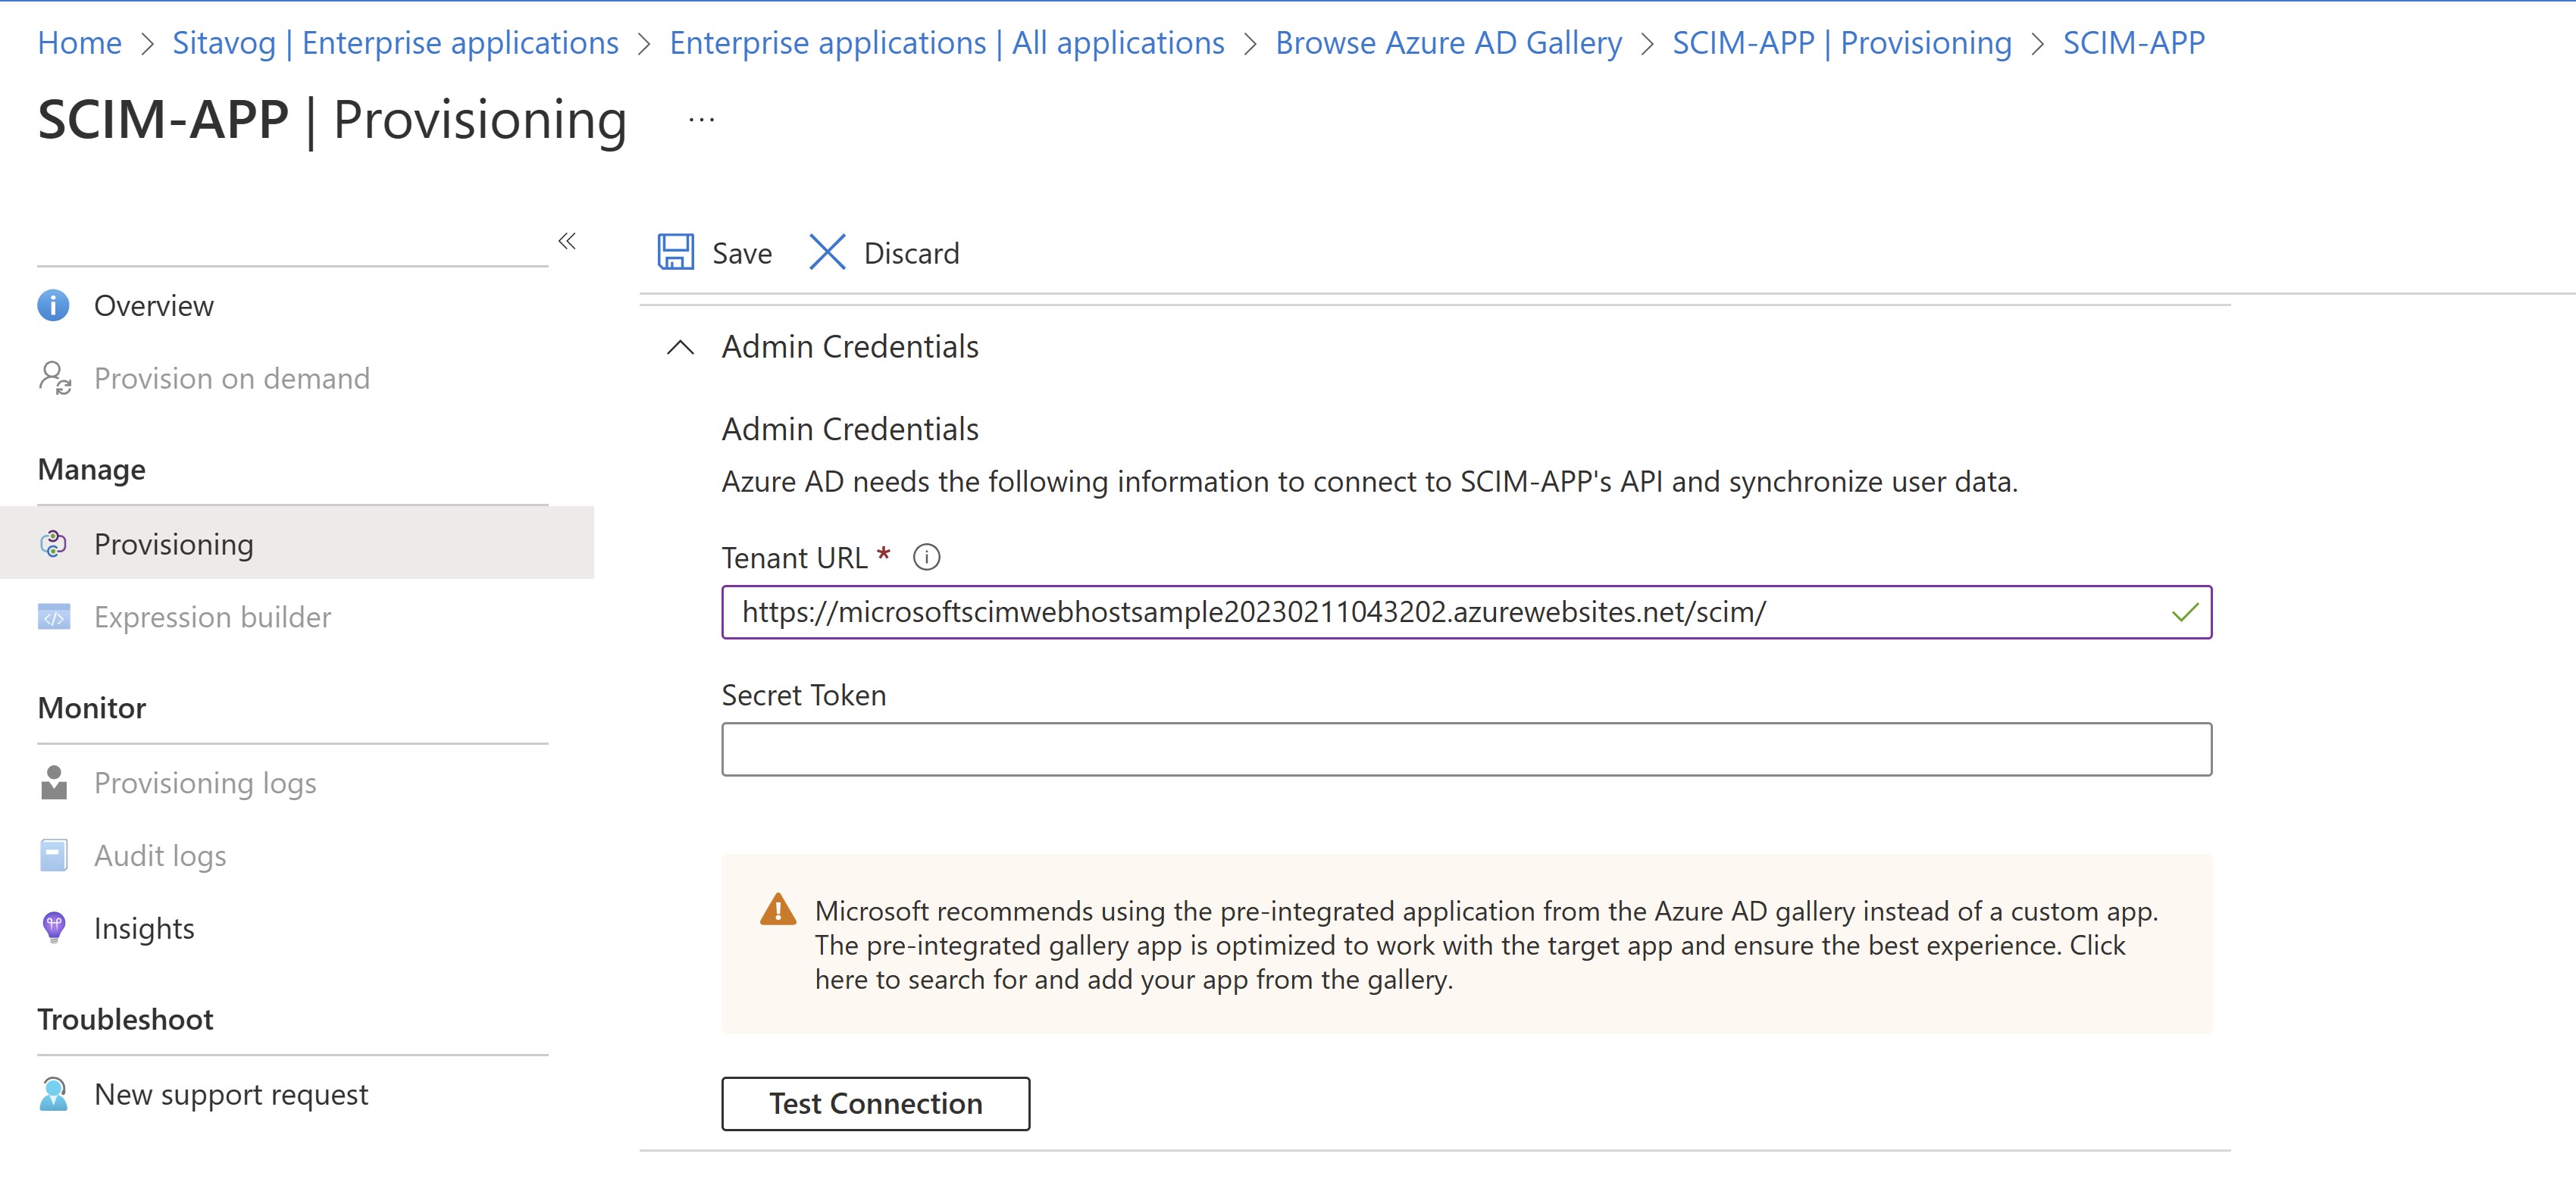 Home > Sitavog | Enterprise applications > Enterprise applications | All applications > Browse Azure AD Gallery > SCIM-APP | Provisioning > SCIM-APP
SCIM-APP | Provisioning ...
«
Save Discard
Overview
Provision on demand
Manage
Provisioning
Expression builder
Monitor
Provisioning logs
Audit logs
Insights
Troubleshoot
New support request
Admin Credentials
Admin Credentials
Azure AD needs the following information to connect to SCIM-APP's API and synchronize user data.
Tenant URL *
https://microsoftscimwebhostsample20230211043202.azurewebsites.net/scim/
Secret Token
Microsoft recommends using the pre-integrated application from the Azure AD gallery instead of a custom app.
The pre-integrated gallery app is optimized to work with the target app and ensure the best experience. Click
here to search for and add your app from the gallery.
Test Connection